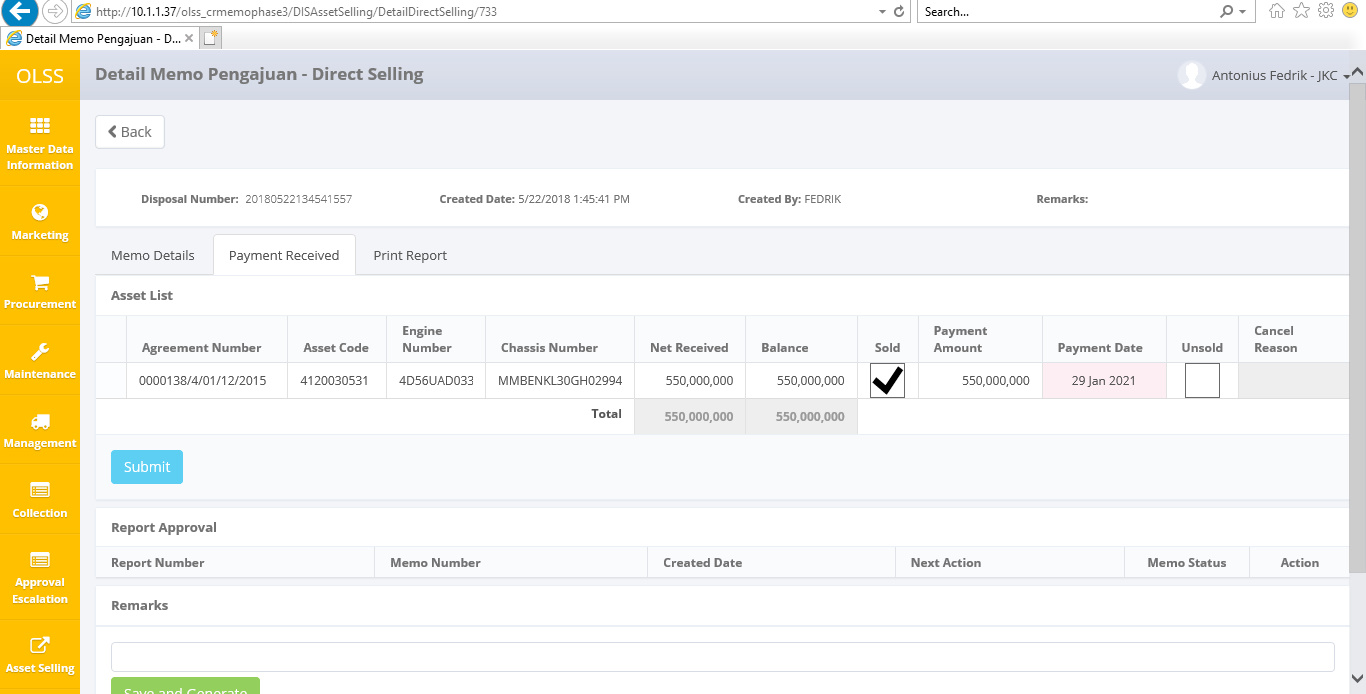 http://10.1.1.37/olss_crmemophase3/DISAssetSelling/DetailDirectSelling/733
Search...
Detail Memo Pengajuan - D...
OLSS
Detail Memo Pengajuan - Direct Selling
Antonius Fedrik - JKC
Back
Master Data
Information
Marketing
Procurement
Maintenance
Management
Collection
Approval
Escalation
Asset Selling
Disposal Number: 20180522134541557
Created Date: 5/22/2018 1:45:41 PM
Created By: FEDRIK
Remarks:
Memo Details
Payment Received
Print Report
Asset List
Agreement Number
Asset Code
Engine
Number
Chassis Number
Net Received
Balance
Sold
Payment
Amount
Payment Date
Unsold
Cancel
Reason
0000138/4/01/12/2015
4120030531
4D56UAD033
MMBENKL30GH02994
550,000,000
550,000,000
550,000,000
29 Jan 2021
Total
550,000,000
550,000,000
Submit
Report Approval
Report Number
Memo Number
Created Date
Next Action
Memo Status
Action
Remarks
Save and Generate